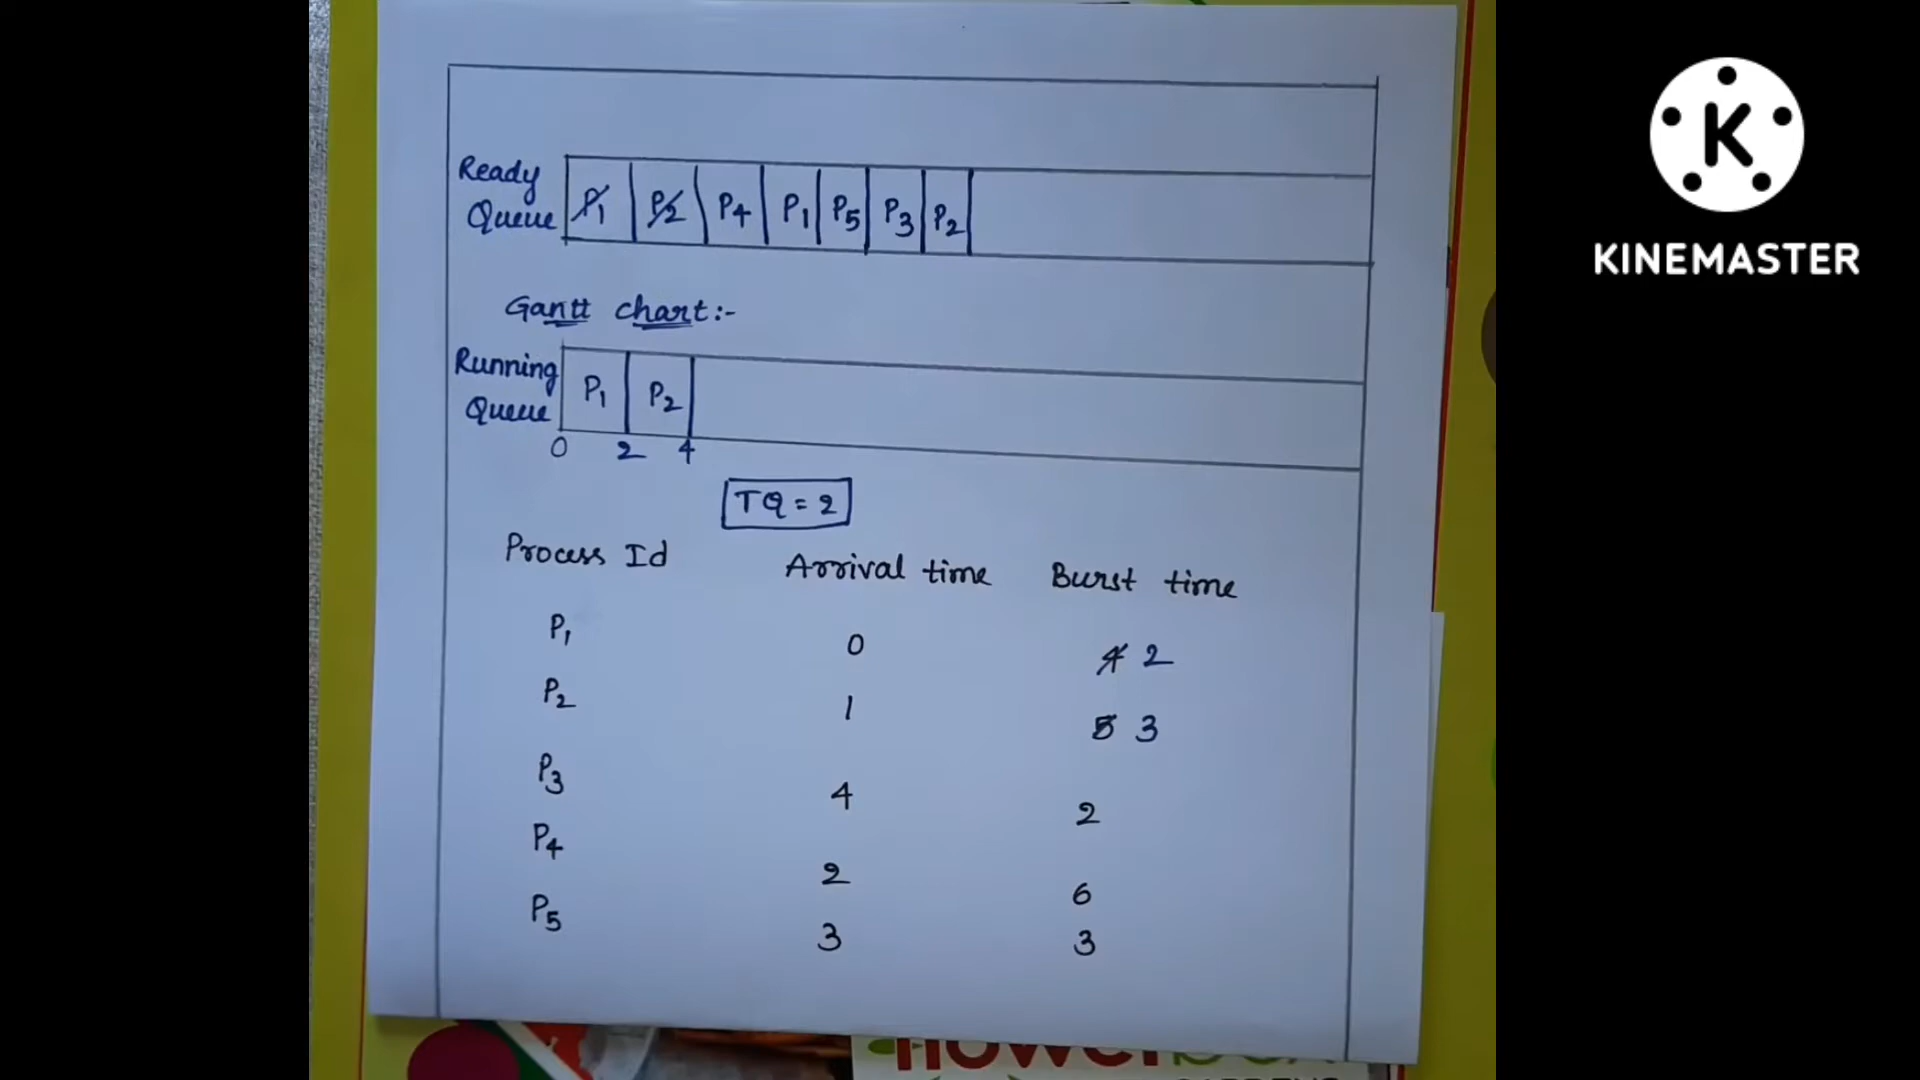 KINEMASTER
Ready Queue P1 P2 P4 P1 P5 P3 P2
Gantt chart:-
Running Queue P1 P2
0 2 4
TQ = 2
Process Id Arrival time Burst time
P1 0 4 2
P2 1 5 3
P3 4 2
P4 2 6
P5 3 3